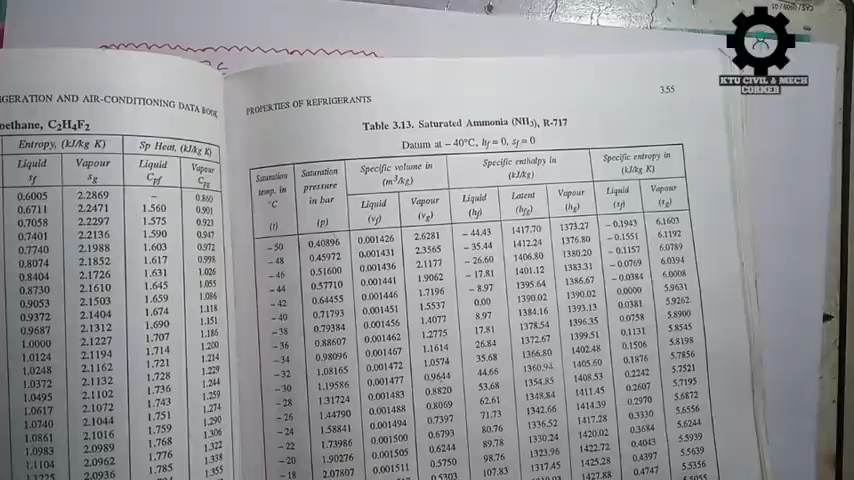 KTU CIVIL & MECH
CORNER
IGERATION AND AIR-CONDITIONING DATA BOOK
oethane, C2H4F2
Entropy, (kJ/kg K) Sp Heat, (kJ/kg K)
Liquid Vapour Liquid Vapour
sf sg Cpf Cpg
0.6005 2.2869 – 0.860
0.6711 2.2471 1.560 0.901
0.7058 2.2297 1.575 0.923
0.7401 2.2136 1.590 0.947
0.7740 2.1988 1.603 0.972
0.8074 2.1852 1.617 0.998
0.8404 2.1726 1.631 1.026
0.8730 2.1610 1.645 1.055
0.9053 2.1503 1.659 1.086
0.9372 2.1404 1.674 1.118
0.9687 2.1312 1.690 1.151
1.0000 2.1227 1.707 1.186
1.0124 2.1194 1.714 1.200
1.0248 2.1162 1.721 1.214
1.0372 2.1132 1.728 1.229
1.0495 2.1102 1.736 1.244
1.0617 2.1072 1.743 1.259
1.0740 2.1044 1.751 1.274
1.0861 2.1016 1.759 1.290
1.0983 2.0989 1.768 1.306
1.1104 2.0962 1.776 1.322
1.1225 2.0936 1.785 1.338
1.355
PROPERTIES OF REFRIGERANTS 3.55
Table 3.13. Saturated Ammonia (NH3), R-717
Datum at – 40°C, hf = 0, sf = 0
Saturation temp. in °C Saturation pressure in bar Specific volume in (m³/kg) Specific enthalpy in (kJ/kg) Specific entropy in (kJ/kg K)
Liquid Vapour Liquid Latent Vapour Liquid Vapour
(t) (p) (vf) (vg) (hf) (hfg) (hg) (sf) (sg)
– 50 0.40896 0.001426 2.6281 – 44.43 1417.70 1373.27 – 0.1943 6.1603
– 48 0.45972 0.001431 2.3565 – 35.44 1412.24 1376.80 – 0.1551 6.1192
– 46 0.51600 0.001436 2.1177 – 26.60 1406.80 1380.20 – 0.1157 6.0789
– 44 0.57710 0.001441 1.9062 – 17.81 1401.12 1383.31 – 0.0769 6.0394
– 42 0.64455 0.001446 1.7196 – 8.97 1395.64 1386.67 – 0.0384 6.0008
– 40 0.71793 0.001451 1.5537 0.00 1390.02 1390.02 0.0000 5.9631
– 38 0.79384 0.001456 1.4077 8.97 1384.16 1393.13 0.0381 5.9262
– 36 0.88607 0.001462 1.2775 17.81 1378.54 1396.35 0.0758 5.8900
– 34 0.98096 0.001467 1.1614 26.84 1372.67 1399.51 0.1131 5.8545
– 32 1.08165 0.001472 1.0574 35.68 1366.80 1402.48 0.1506 5.8198
– 30 1.19586 0.001477 0.9644 44.66 1360.94 1405.60 0.1876 5.7856
– 28 1.31724 0.001483 0.8820 53.68 1354.85 1408.53 0.2242 5.7521
– 26 1.44790 0.001488 0.8069 62.61 1348.84 1411.45 0.2607 5.7195
– 24 1.58841 0.001494 0.7397 71.73 1342.66 1414.39 0.2970 5.6872
– 22 1.73986 0.001500 0.6793 80.76 1336.52 1417.28 0.3330 5.6556
– 20 1.90276 0.001505 0.6244 89.78 1330.24 1420.02 0.3684 5.6244
– 18 2.07807 0.001511 0.5750 98.76 1323.96 1422.72 0.4043 5.5939
0.5303 107.83 1317.45 1425.28 0.4397 5.5639
1427.88 0.4747 5.5356